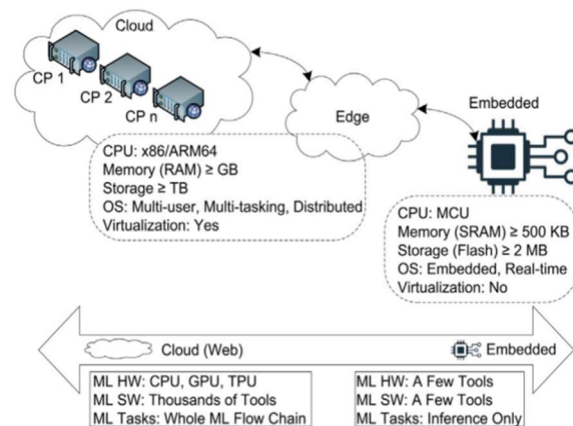 Cloud
CP 1
CP 2
CP n
Edge
Embedded
CPU: x86/ARM64
Memory (RAM) ≥ GB
Storage ≥ TB
OS: Multi-user, Multi-tasking, Distributed
Virtualization: Yes
CPU: MCU
Memory (SRAM) ≥ 500 KB
Storage (Flash) ≥ 2 MB
OS: Embedded, Real-time
Virtualization: No
Cloud (Web)
Embedded
ML HW: CPU, GPU, TPU
ML SW: Thousands of Tools
ML Tasks: Whole ML Flow Chain
ML HW: A Few Tools
ML SW: A Few Tools
ML Tasks: Inference Only